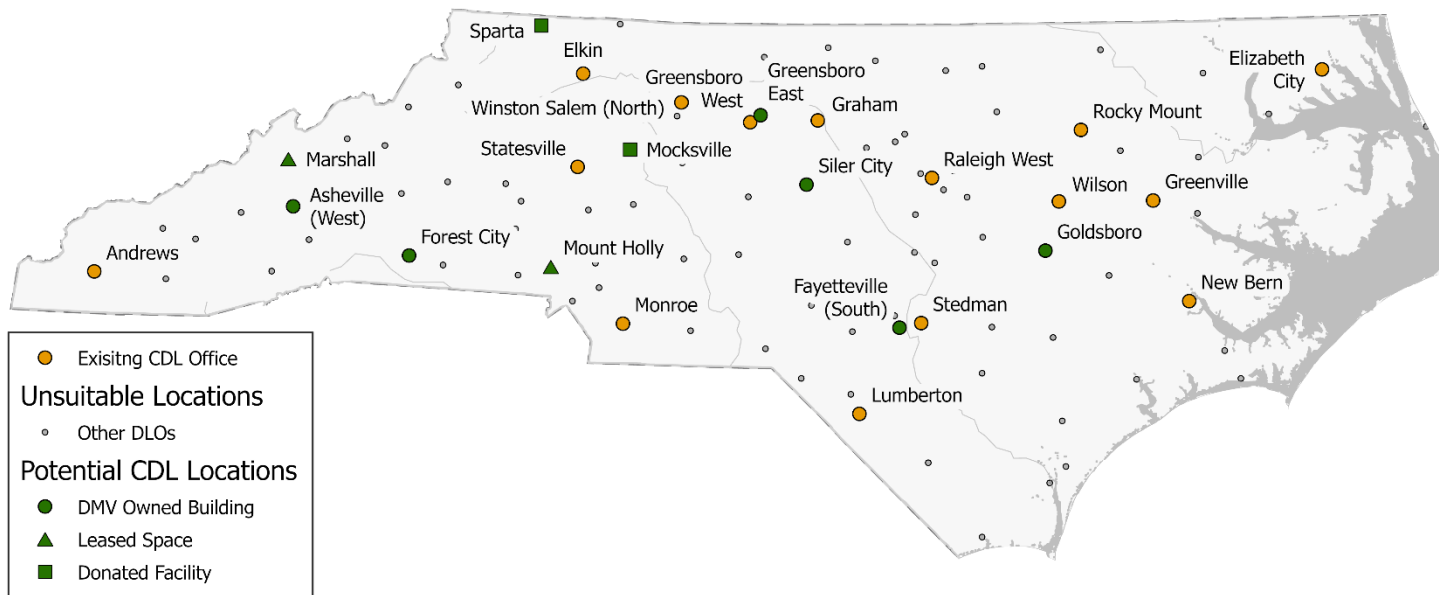 Sparta
Elkin
Greensboro
West
Greensboro
East
Elizabeth
City
Winston Salem (North)
Graham
Rocky Mount
Marshall
Statesville
Mocksville
Siler City
Raleigh West
Wilson
Greenville
Asheville
(West)
Andrews
Forest City
Mount Holly
Goldsboro
Monroe
Fayetteville
(South)
Stedman
New Bern
Lumberton
Exisitng CDL Office
Unsuitable Locations
Other DLOs
Potential CDL Locations
DMV Owned Building
Leased Space
Donated Facility